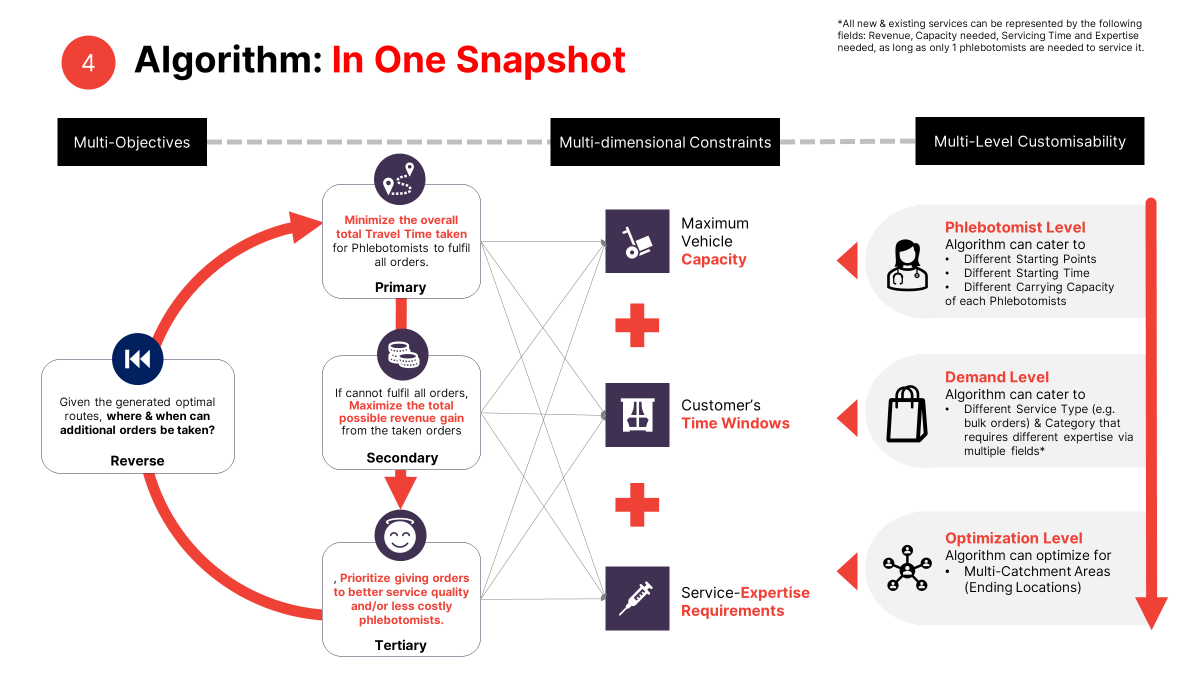 *All new & existing services can be represented by the following
fields: Revenue, Capacity needed, Servicing Time and Expertise
needed, as long as only 1 phlebotomists are needed to service it.
4
Algorithm: In One Snapshot
Multi-Objectives
Multi-dimensional Constraints
Multi-Level Customisability
Given the generated optimal
routes, where & when can
additional orders be taken?
Reverse
Minimize the overall
total Travel Time taken
for Phlebotomists to fulfil
all orders.
Primary
If cannot fulfil all orders,
Maximize the total
possible revenue gain
from the taken orders
Secondary
, Prioritize giving orders
to better service quality
and/or less costly
phlebotomists.
Tertiary
Maximum
Vehicle
Capacity
Customer’s
Time Windows
Service-Expertise
Requirements
Phlebotomist Level
Algorithm can cater to
• Different Starting Points
• Different Starting Time
• Different Carrying Capacity
of each Phlebotomists
Demand Level
Algorithm can cater to
• Different Service Type (e.g.
bulk orders) & Category that
requires different expertise via
multiple fields*
Optimization Level
Algorithm can optimize for
• Multi-Catchment Areas
(Ending Locations)